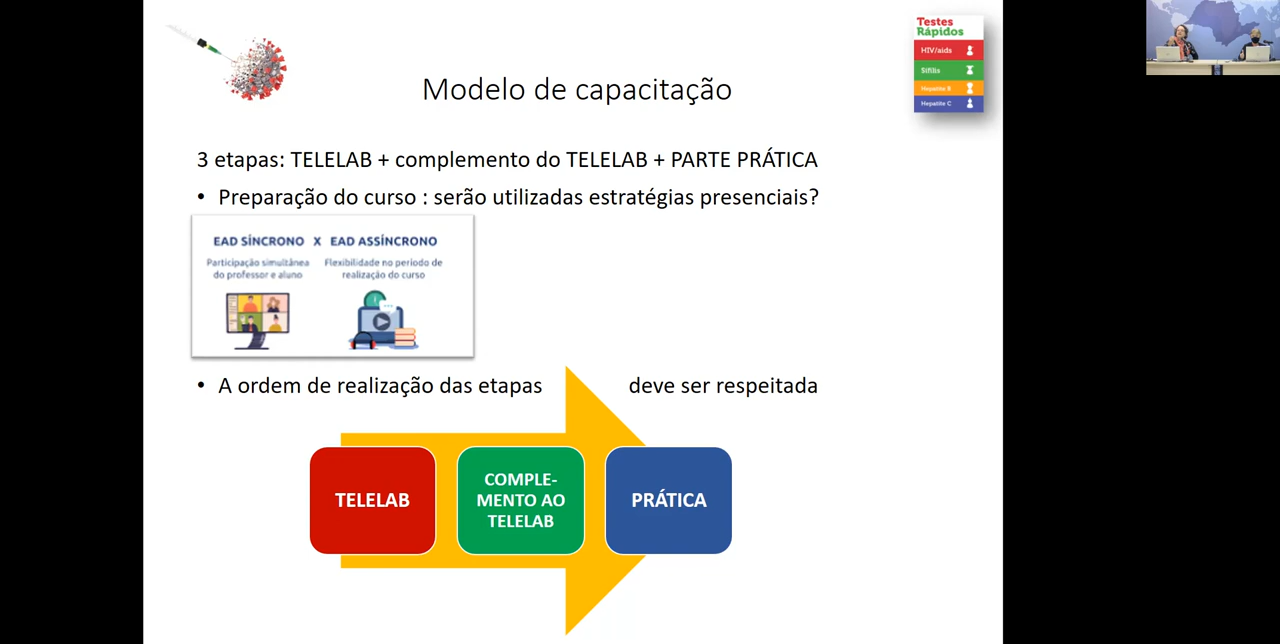 Testes
Rápidos
HIV/aids
Sífilis
Hepatite B
Hepatite C
Modelo de capacitação
3 etapas: TELELAB + complemento do TELELAB + PARTE PRÁTICA
• Preparação do curso : serão utilizadas estratégias presenciais?
EAD SÍNCRONO X EAD ASSÍNCRONO
Participação simultânea Flexibilidade no período de
do professor e aluno realização do curso
• A ordem de realização das etapas deve ser respeitada
TELELAB
COMPLE-
MENTO AO
TELELAB
PRÁTICA